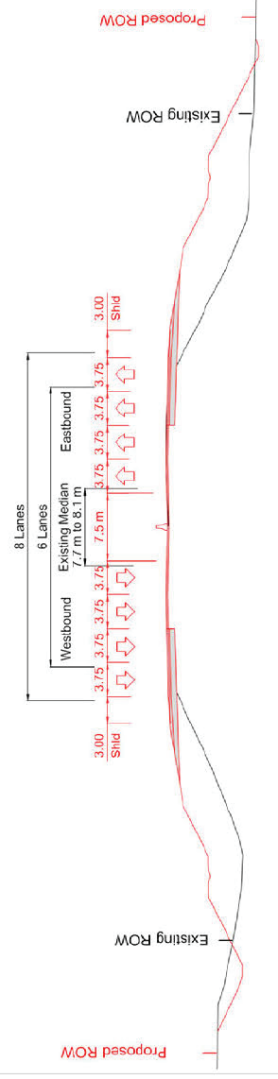 8 Lanes
6 Lanes
Westbound Existing Median Eastbound
7.7 m to 8.1 m
3.00 3.75 3.75 3.75 3.75 7.5 m 3.75 3.75 3.75 3.75 3.00
Shld Shld
Proposed ROW
Existing ROW
Existing ROW
Proposed ROW